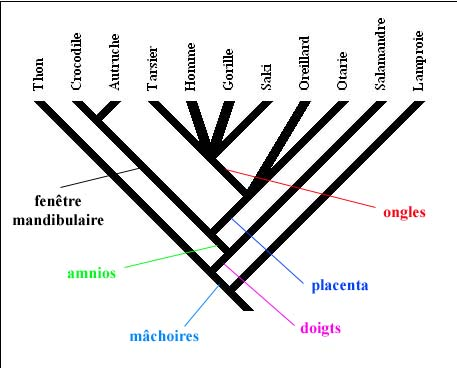 Thon
Crocodile
Autruche
Tarsier
Homme
Gorille
Saki
Oreillard
Otarie
Salamandre
Lamproie
fenêtre
mandibulaire
ongles
amnios
placenta
doigts
mâchoires